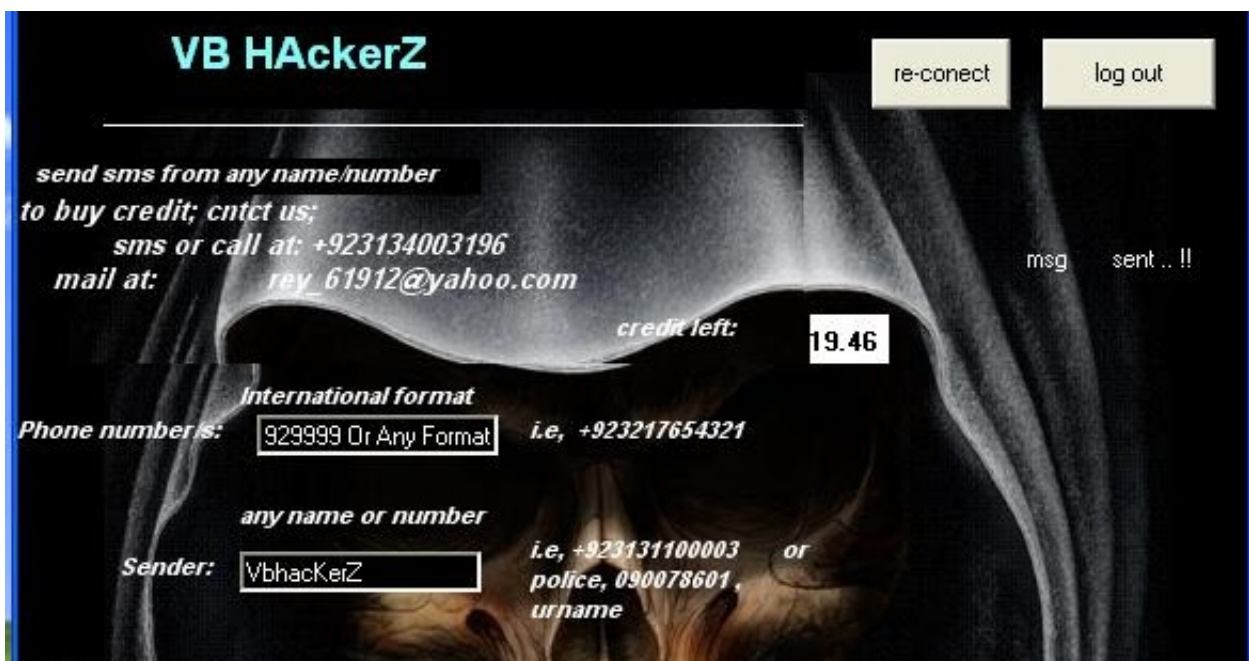 VB HAckerZ
re-conect
log out
send sms from any name/number
to buy credit; cntct us;
sms or call at: +923134003196
mail at: rey_61912@yahoo.com
msg sent .. !!
credit left: 19.46
International format
Phone number/s: 929999 Or Any Format i.e, +923217654321
any name or number
Sender: VbhacKerZ i.e, +923131100003 or
police, 090078601 ,
urname